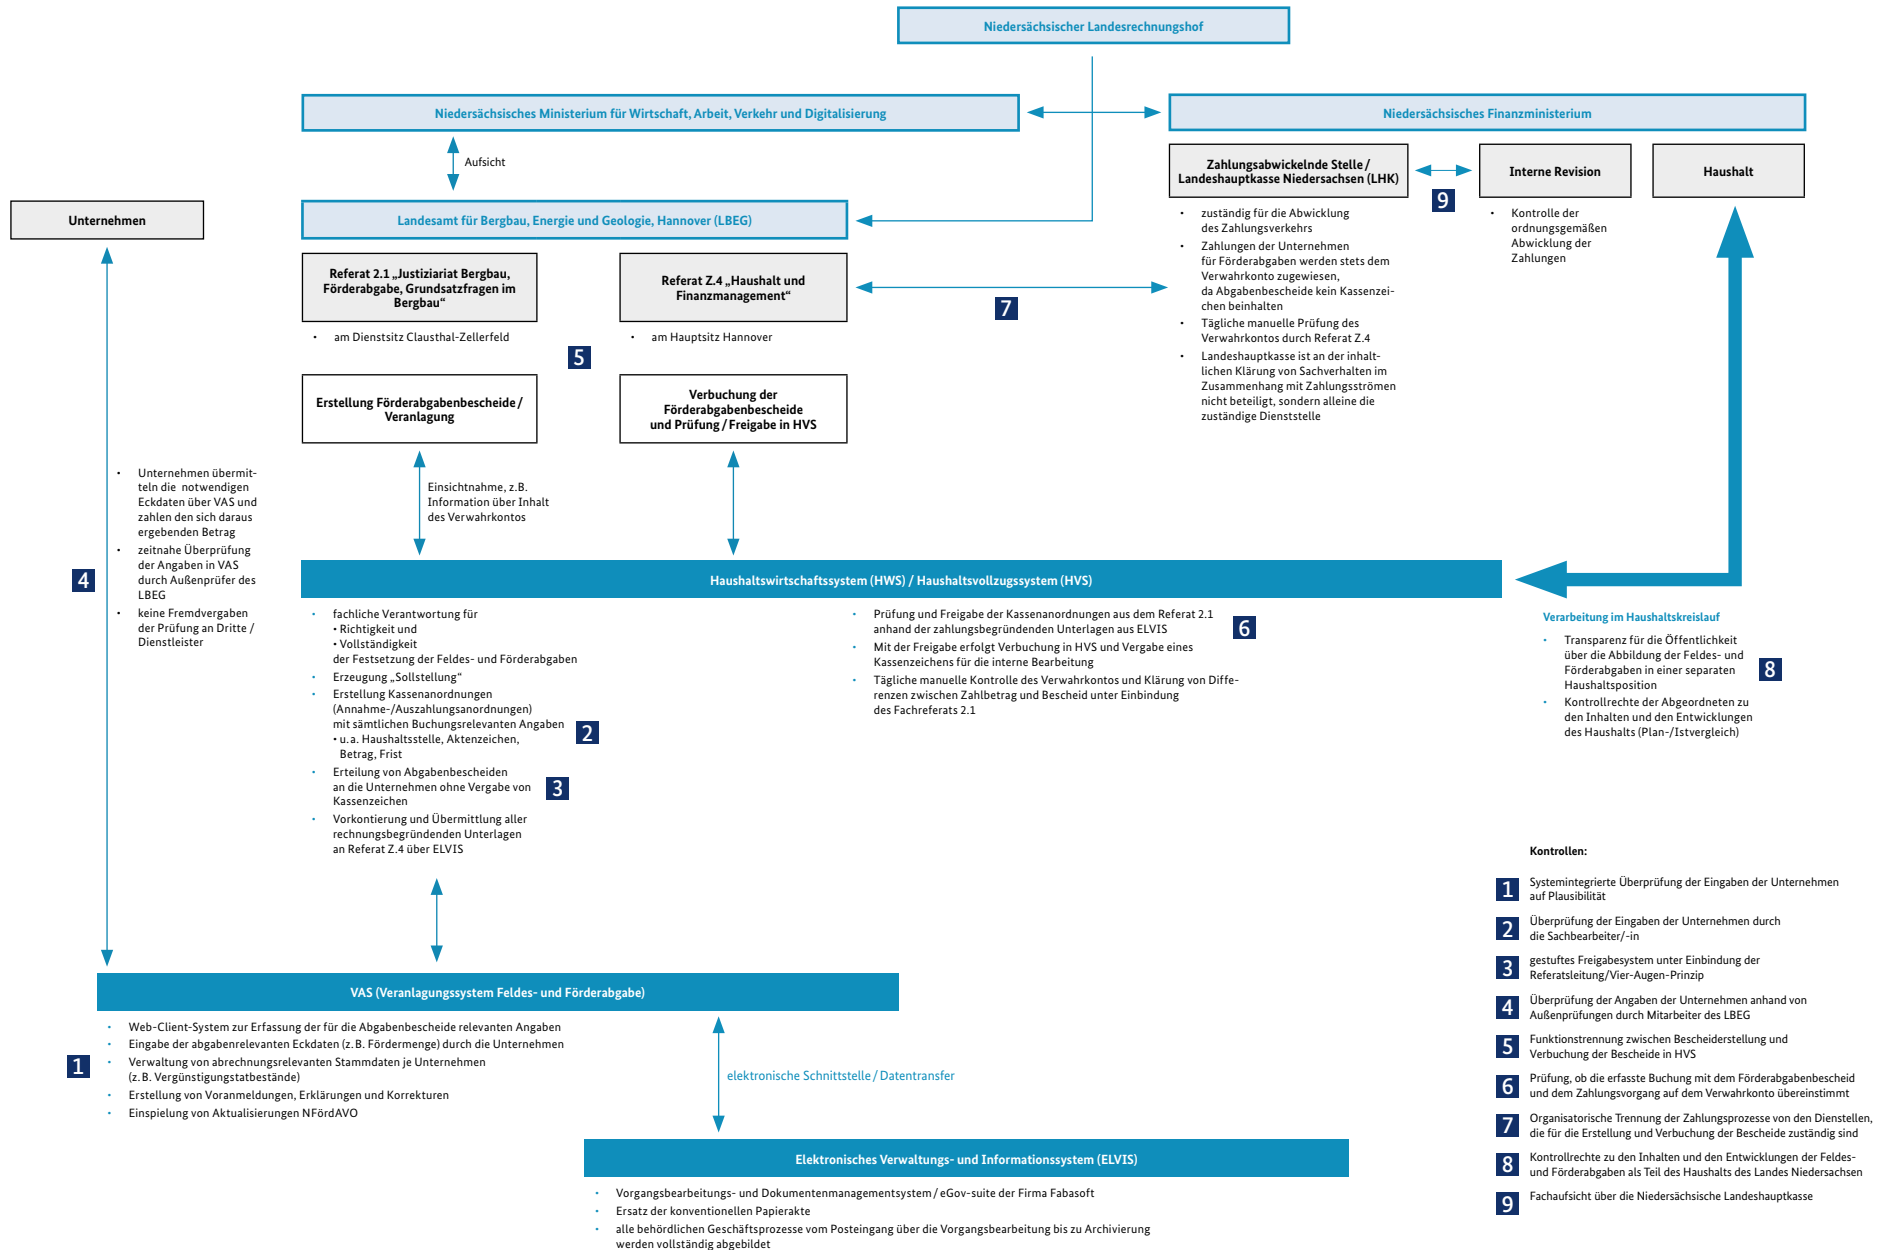 Niedersächsischer Landesrechnungshof
Niedersächsisches Ministerium für Wirtschaft, Arbeit, Verkehr und Digitalisierung
Niedersächsisches Finanzministerium
Aufsicht
Zahlungsabwickelnde Stelle /
Landeshauptkasse Niedersachsen (LHK)
Interne Revision
Haushalt
9
Unternehmen
Landesamt für Bergbau, Energie und Geologie, Hannover (LBEG)
• zuständig für die Abwicklung
des Zahlungsverkehrs
• Zahlungen der Unternehmen
für Förderabgaben werden stets dem
Verwahrkonto zugewiesen,
da Abgabenbescheide kein Kassenzei-
chen beinhalten
• Tägliche manuelle Prüfung des
Verwahrkontos durch Referat Z.4
• Landeshauptkasse ist an der inhalt-
lichen Klärung von Sachverhalten im
Zusammenhang mit Zahlungsströmen
nicht beteiligt, sondern alleine die
zuständige Dienststelle
• Kontrolle der
ordnungsgemäßen
Abwicklung der
Zahlungen
Referat 2.1 „Justiziariat Bergbau,
Förderabgabe, Grundsatzfragen im
Bergbau“
Referat Z.4 „Haushalt und
Finanzmanagement“
7
• am Dienstsitz Clausthal-Zellerfeld
• am Hauptsitz Hannover
5
Erstellung Förderabgabenbescheide /
Veranlagung
Verbuchung der
Förderabgabenbescheide
und Prüfung / Freigabe in HVS
• Unternehmen übermit-
teln die notwendigen
Eckdaten über VAS und
zahlen den sich daraus
ergebenden Betrag
• zeitnahe Überprüfung
der Angaben in VAS
durch Außenprüfer des
LBEG
• keine Fremdvergaben
der Prüfung an Dritte /
Dienstleister
4
Einsichtnahme, z.B.
Information über Inhalt
des Verwahrkontos
Haushaltswirtschaftssystem (HWS) / Haushaltsvollzugssystem (HVS)
• fachliche Verantwortung für
• Richtigkeit und
• Vollständigkeit
der Festsetzung der Feldes- und Förderabgaben
• Erzeugung „Sollstellung“
• Erstellung Kassenanordnungen
(Annahme-/Auszahlungsanordnungen)
mit sämtlichen Buchungsrelevanten Angaben
• u.a. Haushaltsstelle, Aktenzeichen,
Betrag, Frist
2
• Erteilung von Abgabenbescheiden
an die Unternehmen ohne Vergabe von
Kassenzeichen
3
• Vorkontierung und Übermittlung aller
rechnungsbegründenden Unterlagen
an Referat Z.4 über ELVIS
• Prüfung und Freigabe der Kassenanordnungen aus dem Referat 2.1
anhand der zahlungsbegründenden Unterlagen aus ELVIS
6
• Mit der Freigabe erfolgt Verbuchung in HVS und Vergabe eines
Kassenzeichens für die interne Bearbeitung
• Tägliche manuelle Kontrolle des Verwahrkontos und Klärung von Diffe-
renzen zwischen Zahlbetrag und Bescheid unter Einbindung
des Fachreferats 2.1
Verarbeitung im Haushaltskreislauf
• Transparenz für die Öffentlichkeit
über die Abbildung der Feldes- und
Förderabgaben in einer separaten
Haushaltsposition
8
• Kontrollrechte der Abgeordneten zu
den Inhalten und den Entwicklungen
des Haushalts (Plan-/Istvergleich)
VAS (Veranlagungssystem Feldes- und Förderabgabe)
• Web-Client-System zur Erfassung der für die Abgabenbescheide relevanten Angaben
• Eingabe der abgabenrelevanten Eckdaten (z.B. Fördermenge) durch die Unternehmen
1
• Verwaltung von abrechnungsrelevanten Stammdaten je Unternehmen
(z.B. Vergünstigungstatbestände)
• Erstellung von Voranmeldungen, Erklärungen und Korrekturen
• Einspielung von Aktualisierungen NFördAVO
elektronische Schnittstelle / Datentransfer
Elektronisches Verwaltungs- und Informationssystem (ELVIS)
• Vorgangsbearbeitungs- und Dokumentenmanagementsystem / eGov-suite der Firma Fabasoft
• Ersatz der konventionellen Papierakte
• alle behördlichen Geschäftsprozesse vom Posteingang über die Vorgangsbearbeitung bis zu Archivierung
werden vollständig abgebildet
Kontrollen:
1 Systemintegrierte Überprüfung der Eingaben der Unternehmen
auf Plausibilität
2 Überprüfung der Eingaben der Unternehmen durch
die Sachbearbeiter/-in
3 gestuftes Freigabesystem unter Einbindung der
Referatsleitung/Vier-Augen-Prinzip
4 Überprüfung der Angaben der Unternehmen anhand von
Außenprüfungen durch Mitarbeiter des LBEG
5 Funktionstrennung zwischen Bescheiderstellung und
Verbuchung der Bescheide in HVS
6 Prüfung, ob die erfasste Buchung mit dem Förderabgabenbescheid
und dem Zahlungsvorgang auf dem Verwahrkonto übereinstimmt
7 Organisatorische Trennung der Zahlungsprozesse von den Dienstellen,
die für die Erstellung und Verbuchung der Bescheide zuständig sind
8 Kontrollrechte zu den Inhalten und den Entwicklungen der Feldes-
und Förderabgaben als Teil des Haushalts des Landes Niedersachsen
9 Fachaufsicht über die Niedersächsische Landeshauptkasse